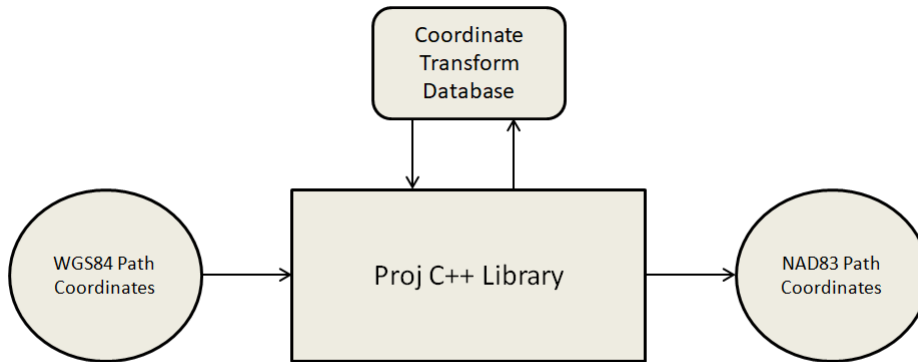 Coordinate
Transform
Database
WGS84 Path
Coordinates
Proj C++ Library
NAD83 Path
Coordinates